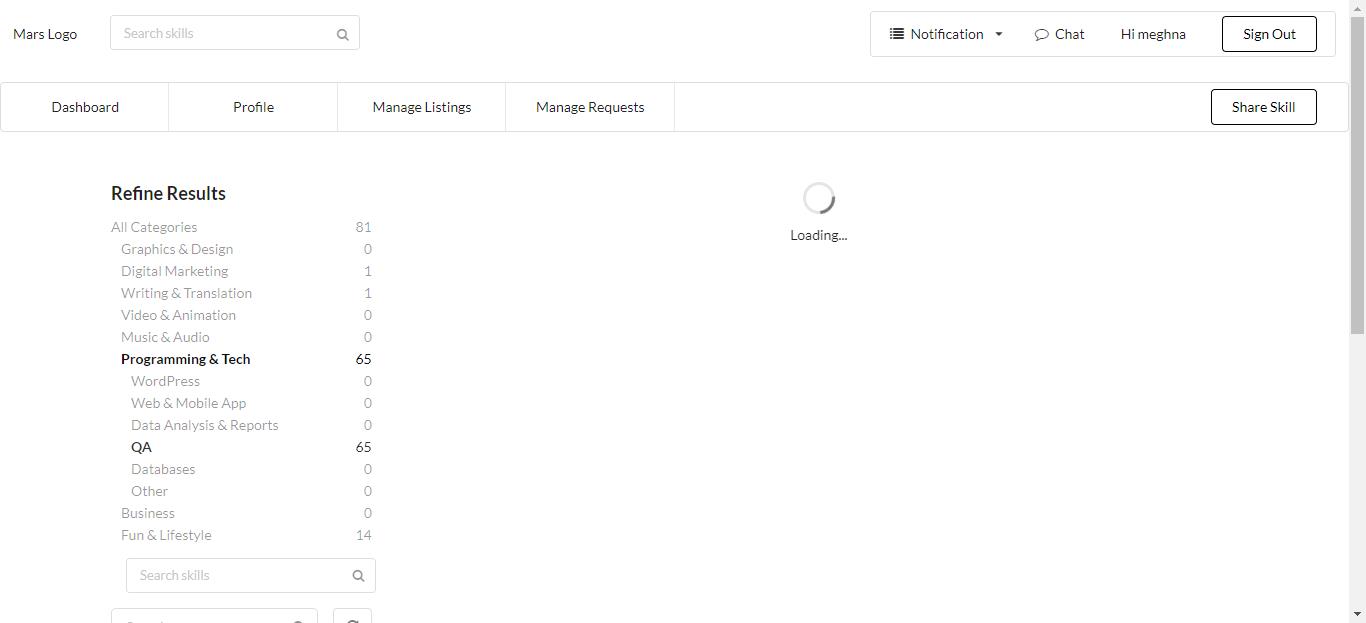 Mars Logo
Search skills
Notification
Chat
Hi meghna
Sign Out
Dashboard
Profile
Manage Listings
Manage Requests
Share Skill
Refine Results
All Categories 81
Graphics & Design 0
Digital Marketing 1
Writing & Translation 1
Video & Animation 0
Music & Audio 0
Programming & Tech 65
WordPress 0
Web & Mobile App 0
Data Analysis & Reports 0
QA 65
Databases 0
Other 0
Business 0
Fun & Lifestyle 14
Search skills
Loading...